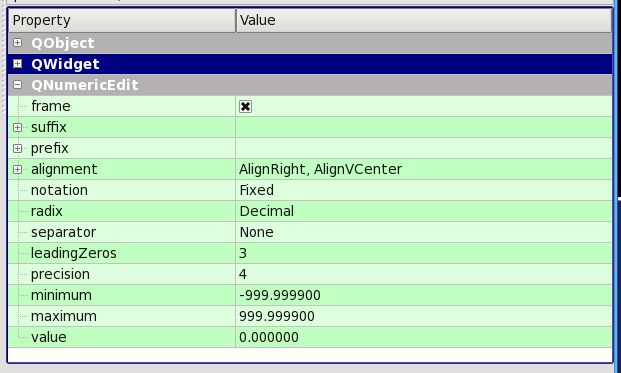 Property Value
QObject
QWidget
QNumericEdit
frame
suffix
prefix
alignment AlignRight, AlignVCenter
notation Fixed
radix Decimal
separator None
leadingZeros 3
precision 4
minimum -999.999900
maximum 999.999900
value 0.000000